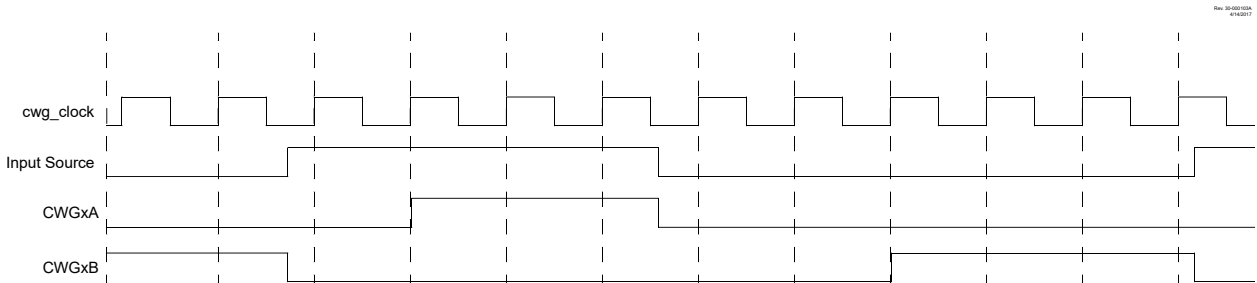 Rev. 30-000103A
4/14/2017
cwg_clock
Input Source
CWGxA
CWGxB